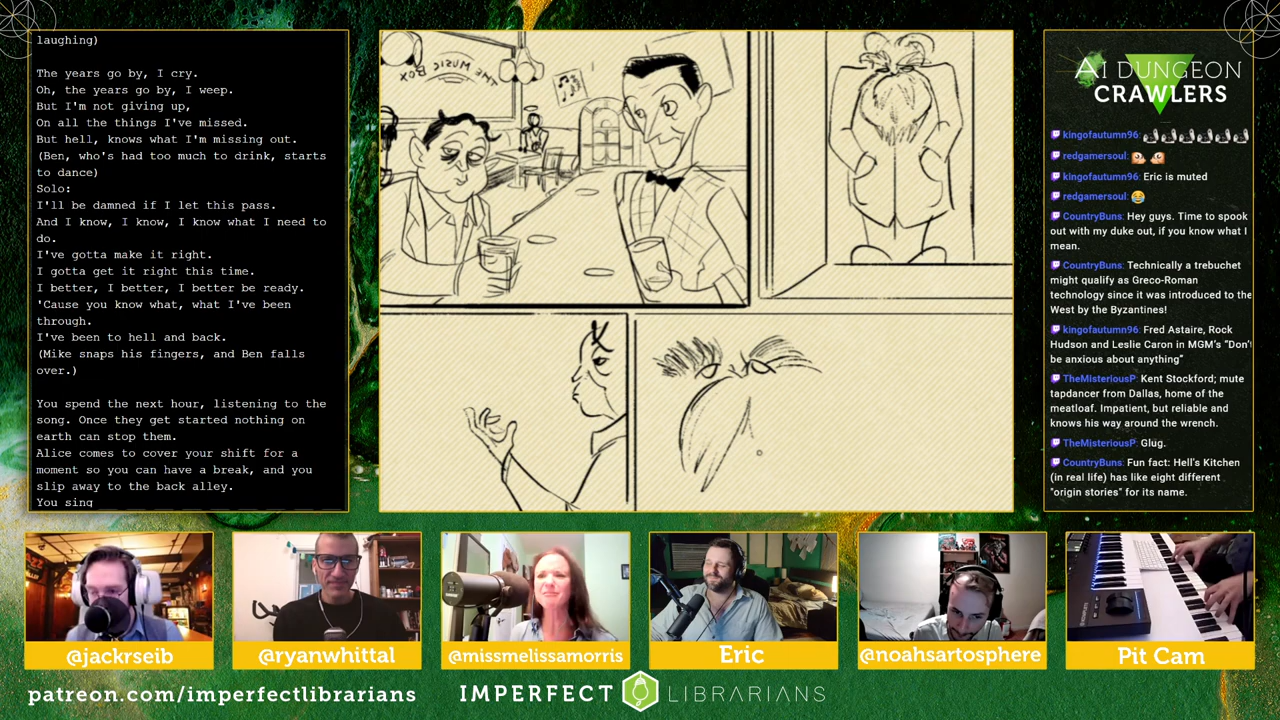 laughing)
The years go by, I cry.
Oh, the years go by, I weep.
But I'm not giving up,
On all the things I've missed.
But hell, knows what I'm missing out.
(Ben, who's had too much to drink, starts
to dance)
Solo:
I'll be damned if I let this pass.
And I know, I know, I know what I need to
do.
I've gotta make it right.
I gotta get it right this time.
I better, I better, I better be ready.
'Cause you know what, what I've been
through.
I've been to hell and back.
(Mike snaps his fingers, and Ben falls
over.)
You spend the next hour, listening to the
song. Once they get started nothing on
earth can stop them.
Alice comes to cover your shift for a
moment so you can have a break, and you
slip away to the back alley.
You sing
THE MUSIC BOX
AI DUNGEON
CRAWLERS
kingofautumn96:
redgamersoul:
kingofautumn96: Eric is muted
redgamersoul:
CountryBuns: Hey guys. Time to spook
out with my duke out, if you know what I
mean.
CountryBuns: Technically a trebuchet
might qualify as Greco-Roman
technology since it was introduced to the
West by the Byzantines!
kingofautumn96: Fred Astaire, Rock
Hudson and Leslie Caron in MGM's "Don't
be anxious about anything"
TheMisteriousP: Kent Stockford; mute
tapdancer from Dallas, home of the
meatloaf. Impatient, but reliable and
knows his way around the wrench.
TheMisteriousP: Glug.
CountryBuns: Fun fact: Hell's Kitchen
(in real life) has like eight different
"origin stories" for its name.
@jackrseib
@ryanwhittal
@missmelissamorris
Eric
@noahsartosphere
Pit Cam
patreon.com/imperfectlibrarians
IMPERFECT LIBRARIANS